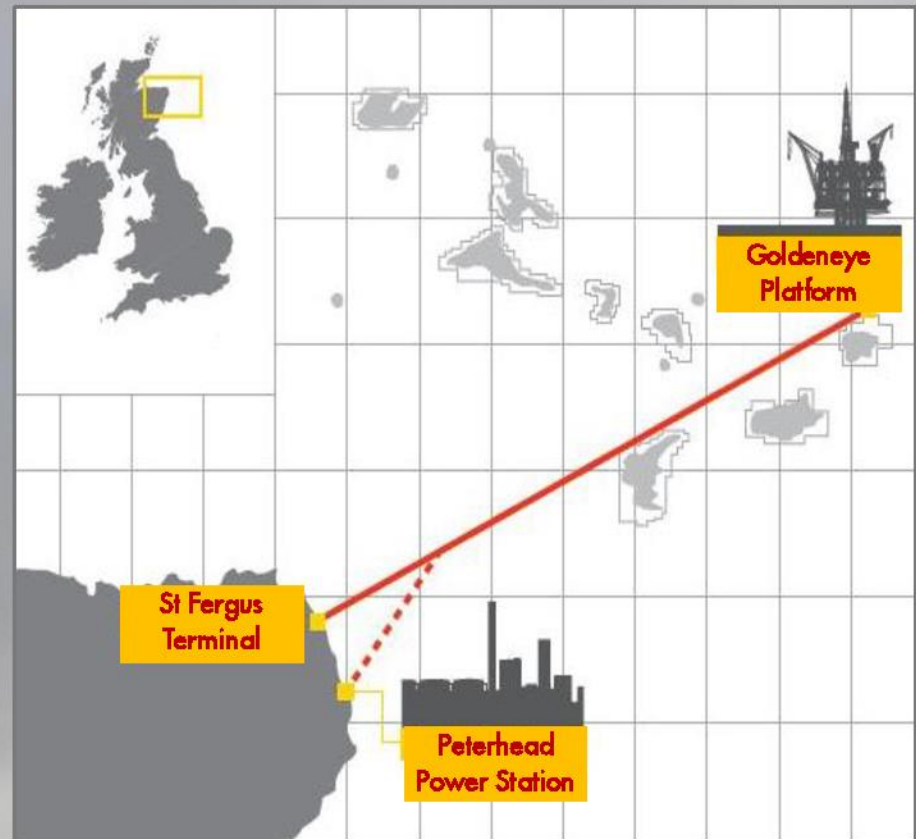 Goldeneye
Platform
St Fergus
Terminal
Peterhead
Power Station